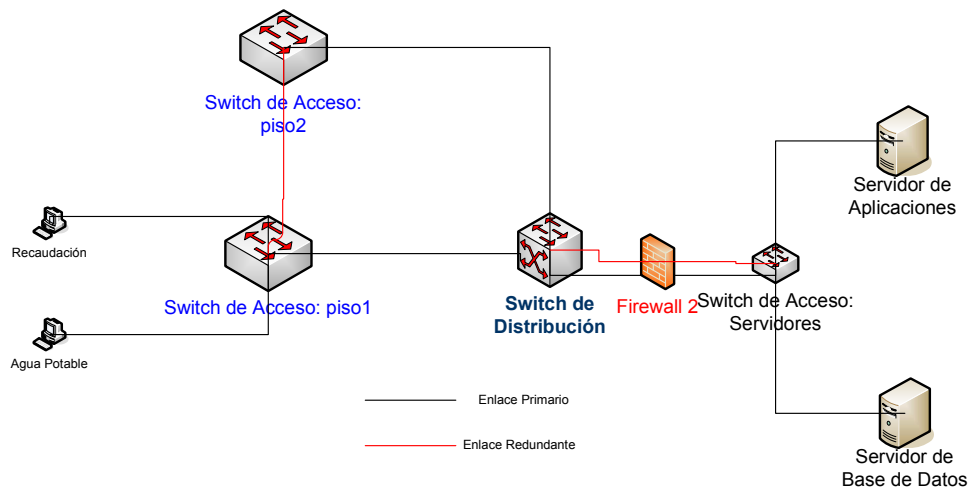 Switch de Acceso:
piso2
Servidor de
Aplicaciones
Recaudación
Switch de Acceso: piso1
Switch de
Distribución
Firewall 2
Switch de Acceso:
Servidores
Agua Potable
Enlace Primario
Enlace Redundante
Servidor de
Base de Datos